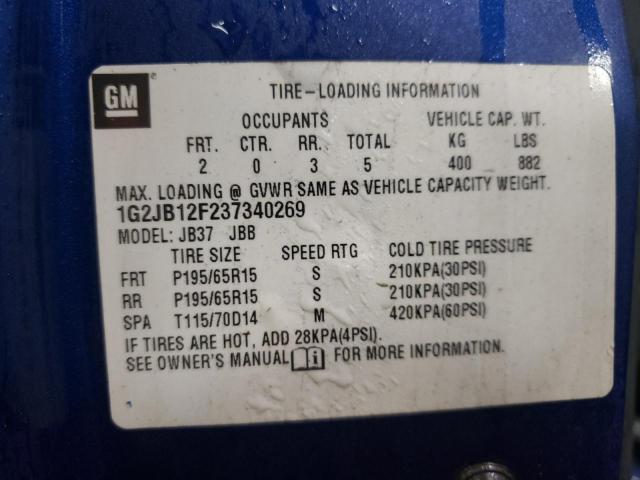 GM
TIRE-LOADING INFORMATION
OCCUPANTS VEHICLE CAP. WT.
FRT. CTR. RR. TOTAL KG LBS
2 0 3 5 400 882
MAX. LOADING @ GVWR SAME AS VEHICLE CAPACITY WEIGHT.
1G2JB12F237340269
MODEL: JB37 JBB
TIRE SIZE SPEED RTG COLD TIRE PRESSURE
FRT P195/65R15 S 210KPA(30PSI)
RR P195/65R15 S 210KPA(30PSI)
SPA T115/70D14 M 420KPA(60PSI)
IF TIRES ARE HOT, ADD 28KPA(4PSI).
SEE OWNER'S MANUAL i FOR MORE INFORMATION.